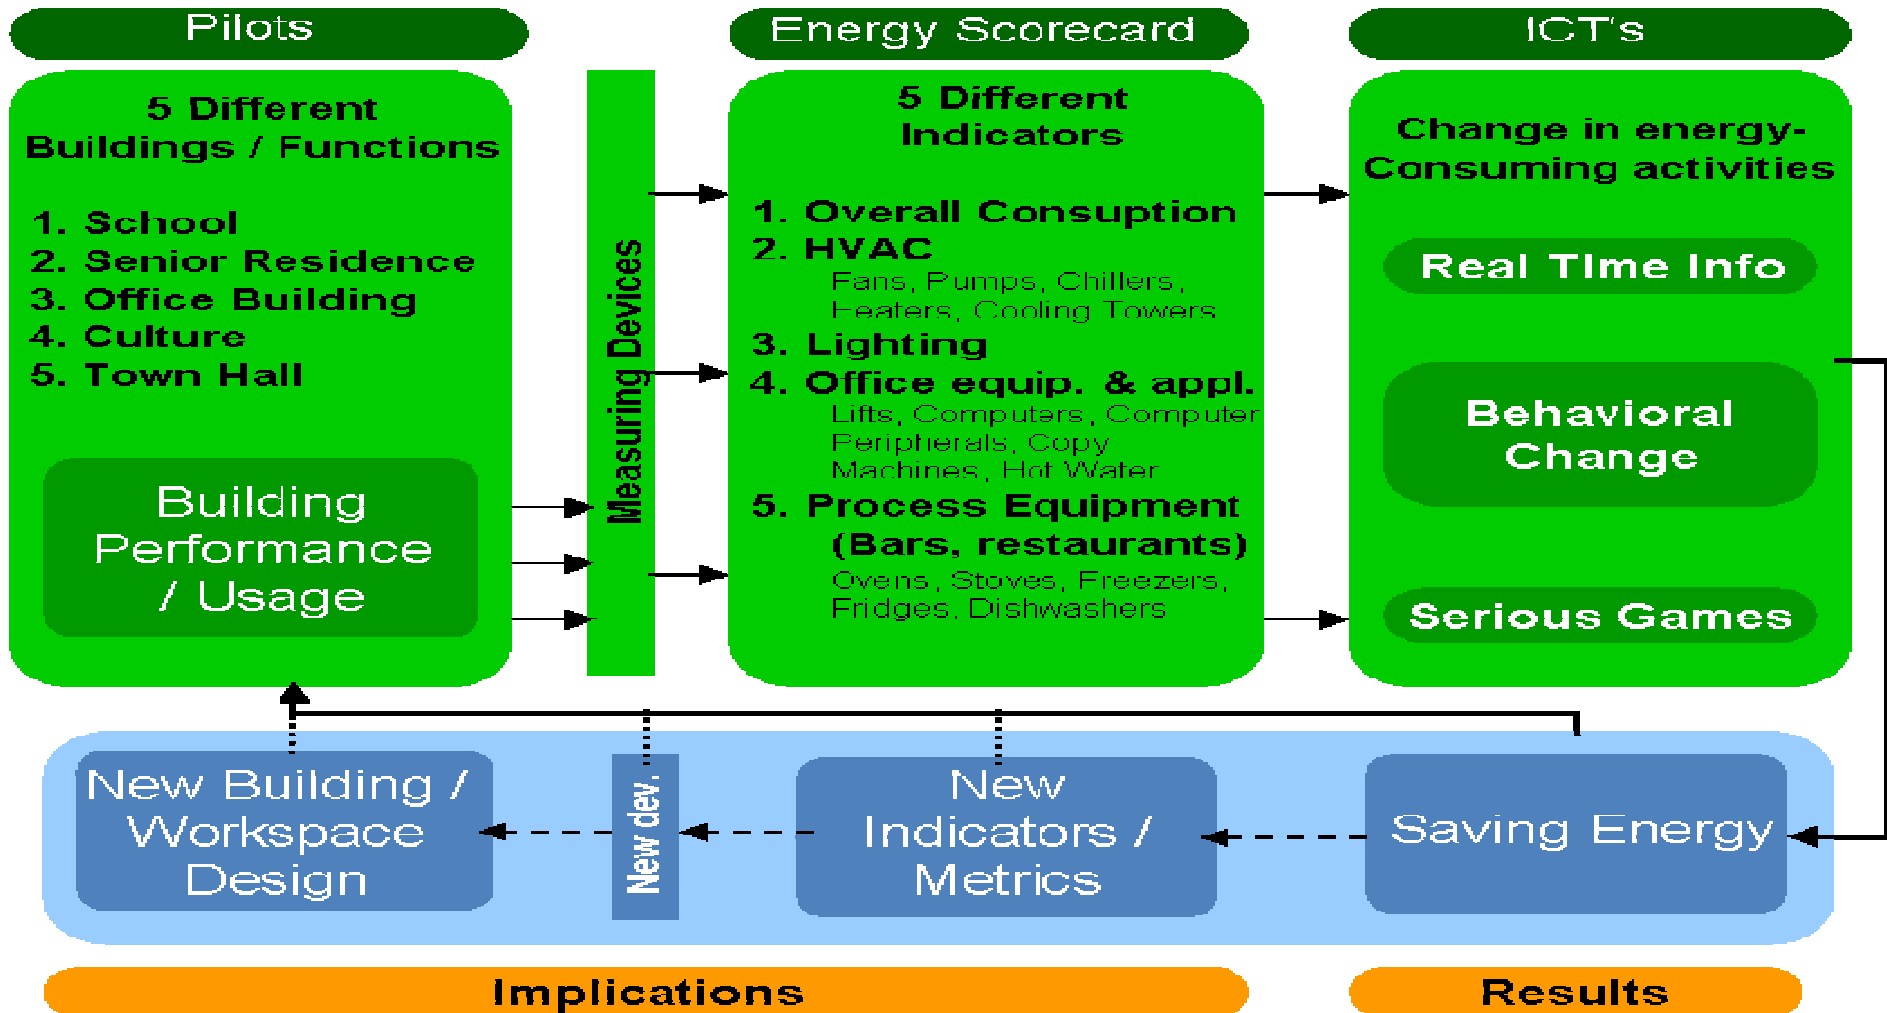 Pilots
Energy Scorecard
ICT's
5 Different
Buildings / Functions
1. School
2. Senior Residence
3. Office Building
4. Culture
5. Town Hall
Building
Performance
/ Usage
Measuring Devices
5 Different
Indicators
1. Overall Consuption
2. HVAC
Fans, Pumps, Chillers,
Heaters, Cooling Towers
3. Lighting
4. Office equip. & appl.
Lifts, Computers, Computer
Peripherals, Copy
Machines, Hot Water
5. Process Equipment
(Bars, restaurants)
Ovens, Stoves, Freezers,
Fridges, Dishwashers
Change in energy-
Consuming activities
Real TIme Info
Behavioral
Change
Serious Games
New Building /
Workspace
Design
New dev.
New
Indicators /
Metrics
Saving Energy
Implications
Results